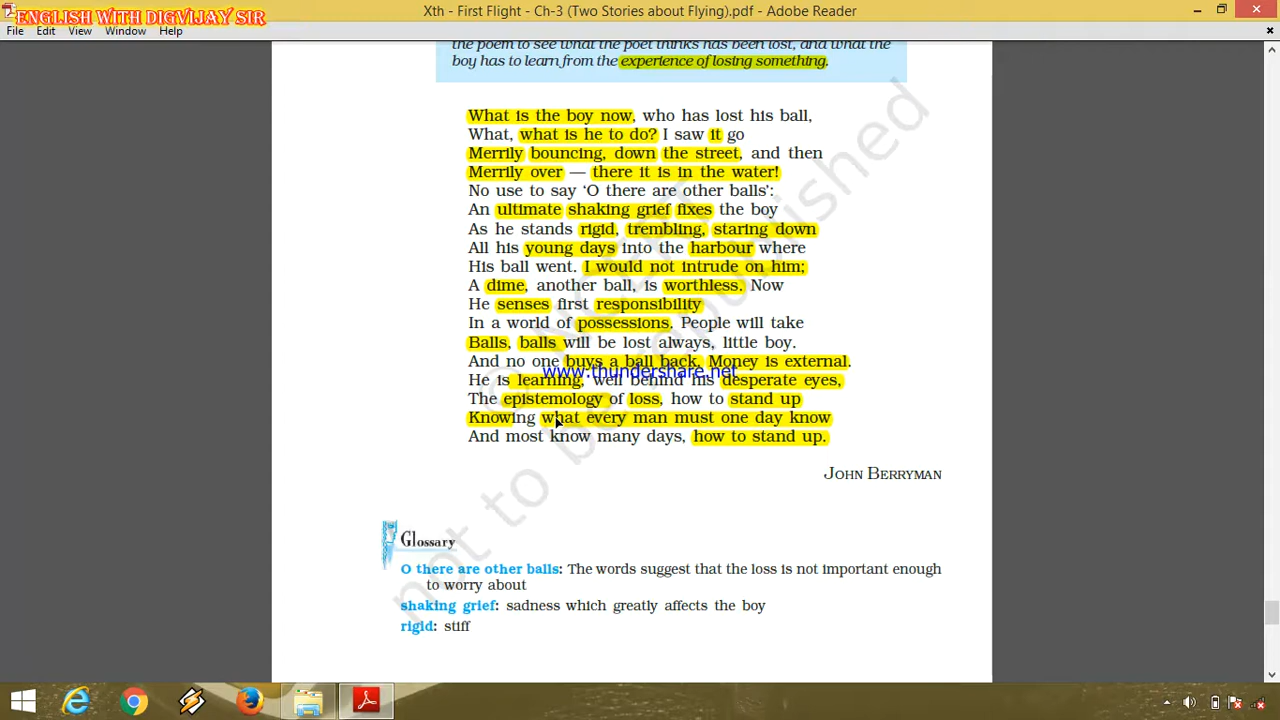 ENGLISH WITH DIGVIJAY SIR
Xth - First Flight - Ch-3 (Two Stories about Flying).pdf - Adobe Reader
File Edit View Window Help
the poem to see what the poet thinks has been lost, and what the
boy has to learn from the experience of losing something.
What is the boy now, who has lost his ball,
What, what is he to do? I saw it go
Merrily bouncing, down the street, and then
Merrily over — there it is in the water!
No use to say ‘O there are other balls’:
An ultimate shaking grief fixes the boy
As he stands rigid, trembling, staring down
All his young days into the harbour where
His ball went. I would not intrude on him;
A dime, another ball, is worthless. Now
He senses first responsibility
In a world of possessions. People will take
Balls, balls will be lost always, little boy.
And no one buys a ball back. Money is external.
www.thundershare.net
He is learning, well behind his desperate eyes,
The epistemology of loss, how to stand up
Knowing what every man must one day know
And most know many days, how to stand up.
JOHN BERRYMAN
Glossary
O there are other balls: The words suggest that the loss is not important enough
to worry about
shaking grief: sadness which greatly affects the boy
rigid: stiff
© NCERT
not to be republished